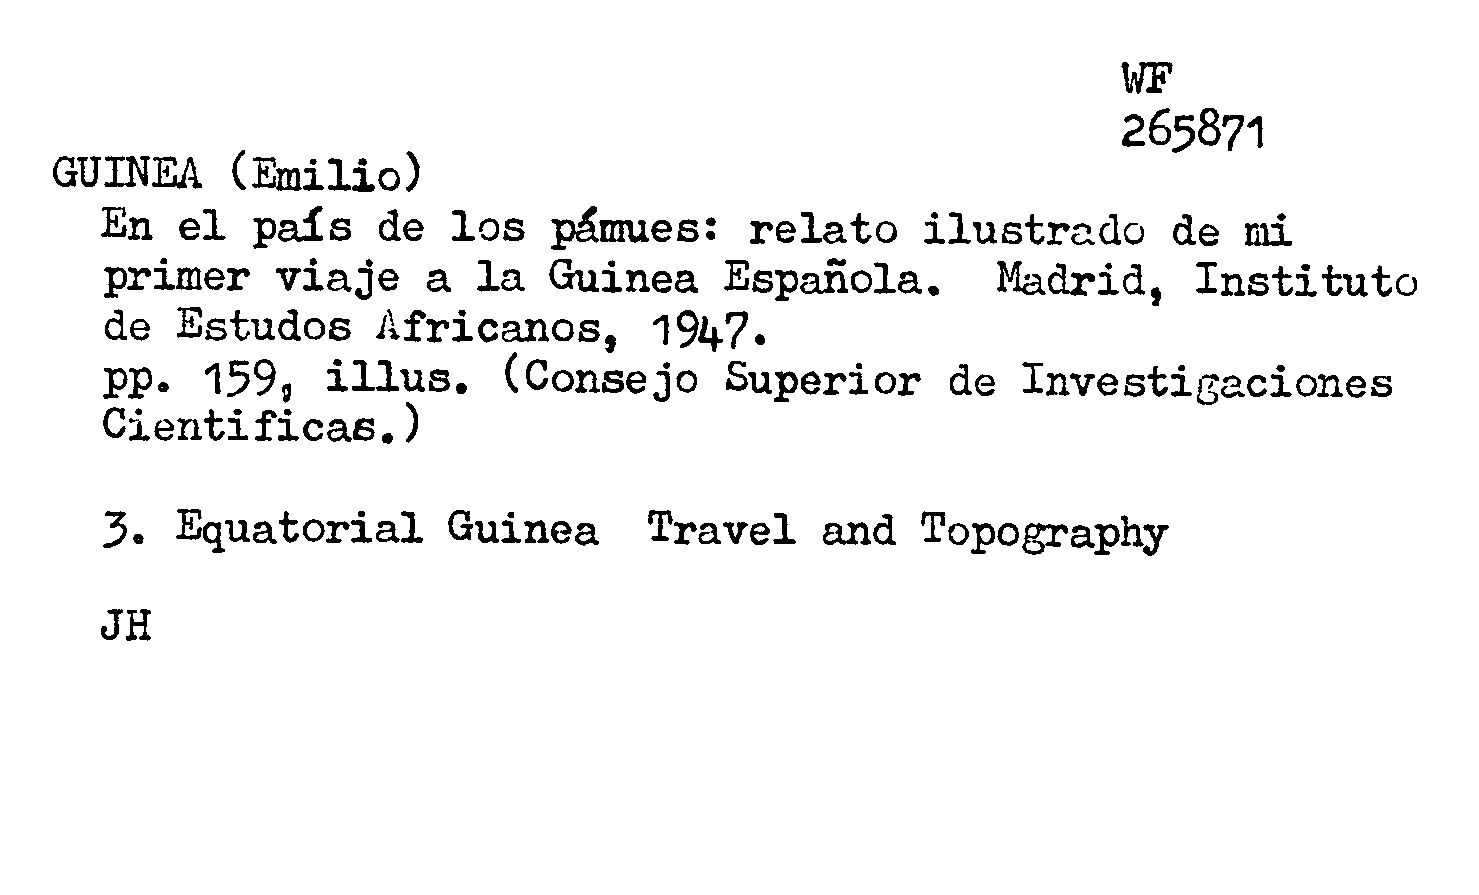 WF
265871
GUINEA (Emilio)
En el país de los pámues: relato ilustrado de mi
primer viaje a la Guinea Española. Madrid, Instituto
de Estudos Africanos, 1947.
pp. 159, illus. (Consejo Superior de Investigaciones
Cientificas.)
3. Equatorial Guinea Travel and Topography
JH